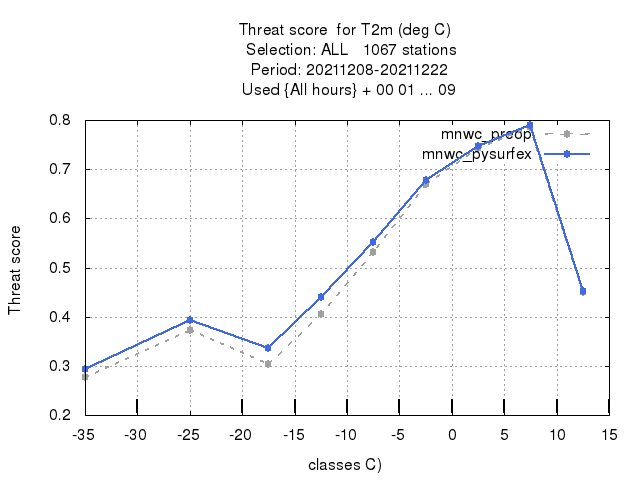 Threat score for T2m (deg C)
Selection: ALL 1067 stations
Period: 20211208-20211222
Used {All hours} + 00 01 ... 09
mnwc_preop
mnwc_pysurfex
Threat score
0.8
0.7
0.6
0.5
0.4
0.3
0.2
-35 -30 -25 -20 -15 -10 -5 0 5 10 15
classes C)